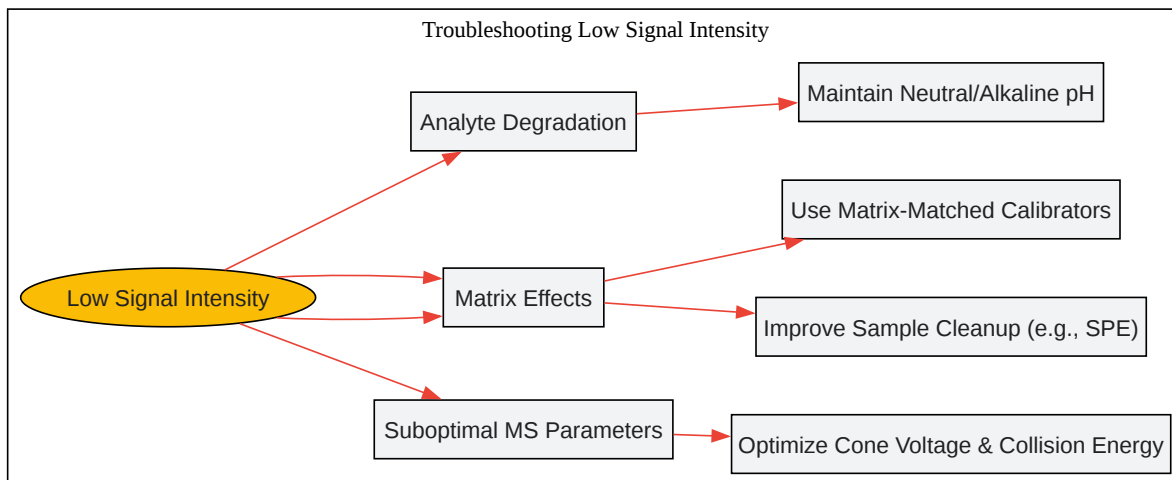 Troubleshooting Low Signal Intensity
Low Signal Intensity
Analyte Degradation
Maintain Neutral/Alkaline pH
Matrix Effects
Use Matrix-Matched Calibrators
Improve Sample Cleanup (e.g., SPE)
Suboptimal MS Parameters
Optimize Cone Voltage & Collision Energy